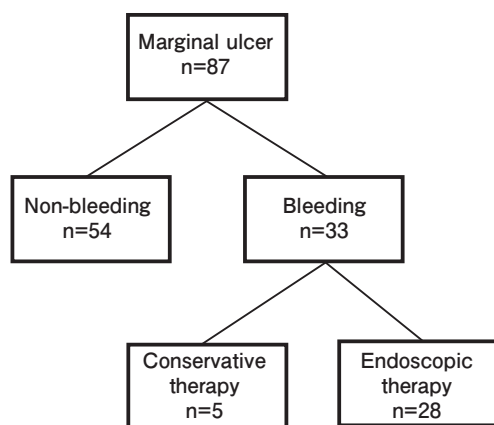 Marginal ulcer
n=87
Non-bleeding
n=54
Bleeding
n=33
Conservative
therapy
n=5
Endoscopic
therapy
n=28